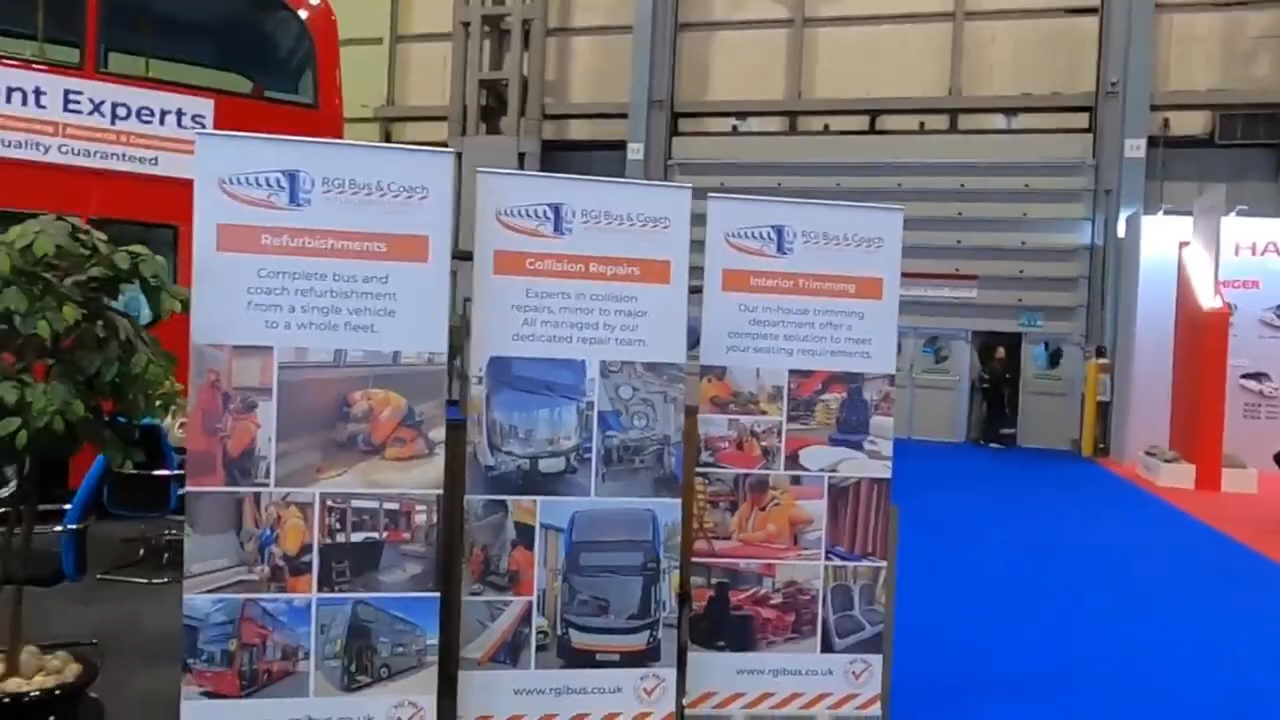 nt Experts
uality Guaranteed
RGI Bus & Coach
Refurbishments
Complete bus and
coach refurbishment
from a single vehicle
to a whole fleet.
RGI Bus & Coach
Collision Repairs
Experts in collision
repairs, minor to major.
All managed by our
dedicated repair team.
www.rgibus.co.uk
RGI Bus & Coach
Interior Trimming
Our in-house trimming
department offer a
complete solution to meet
your seating requirements.
www.rgibus.co.uk
HA
HIGER